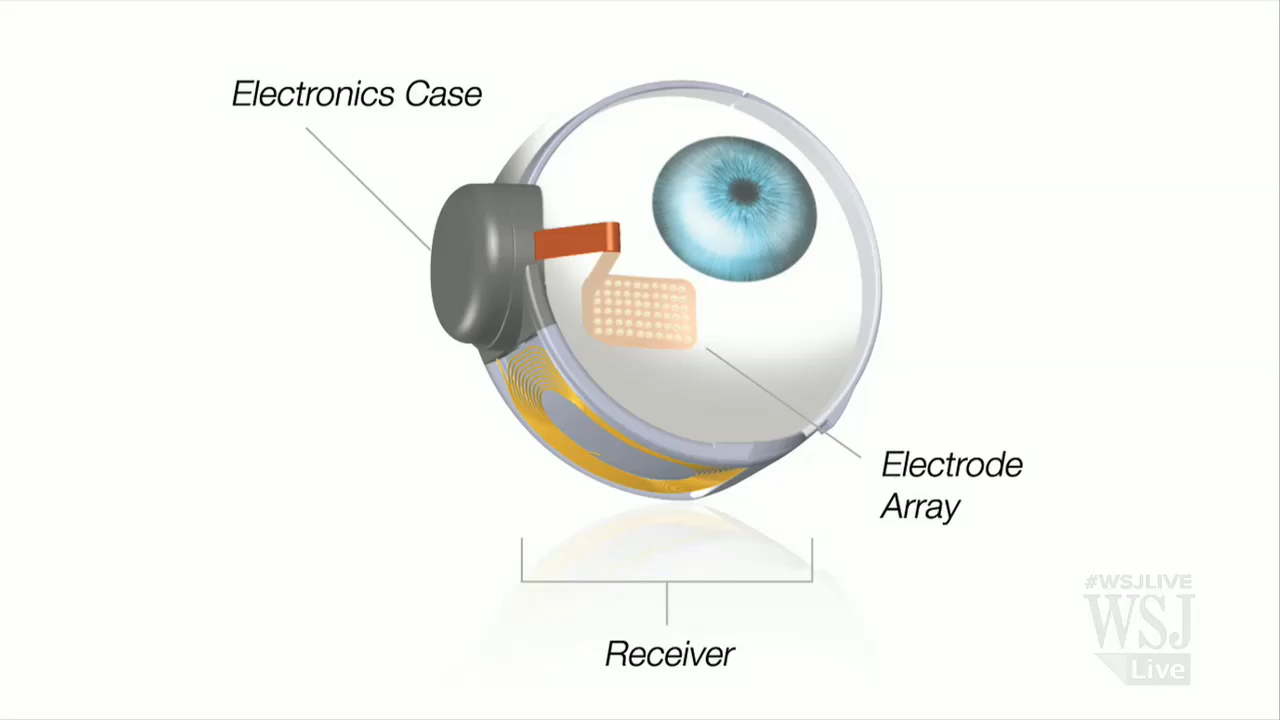 Electronics Case
Electrode
Array
Receiver
#WSJLIVE
WSJ
Live